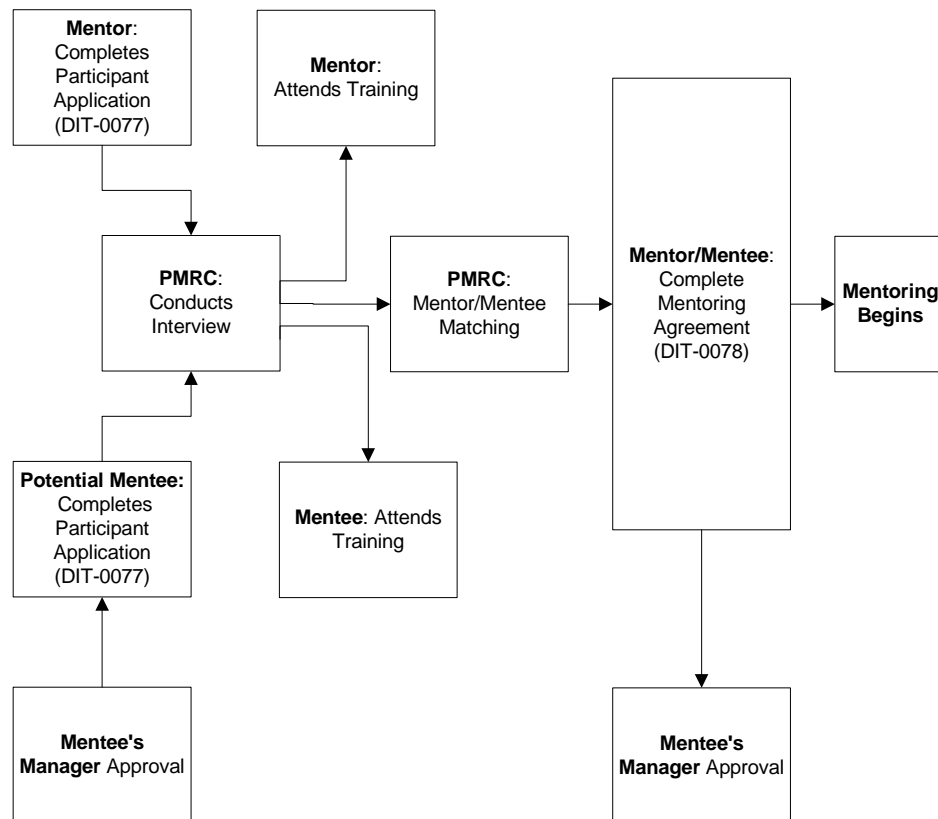 Mentor:
Completes
Participant
Application
(DIT-0077)
Mentor:
Attends Training
PMRC:
Conducts
Interview
PMRC:
Mentor/Mentee
Matching
Mentor/Mentee:
Complete
Mentoring
Agreement
(DIT-0078)
Mentoring
Begins
Potential Mentee:
Completes
Participant
Application
(DIT-0077)
Mentee: Attends
Training
Mentee's
Manager Approval
Mentee's
Manager Approval